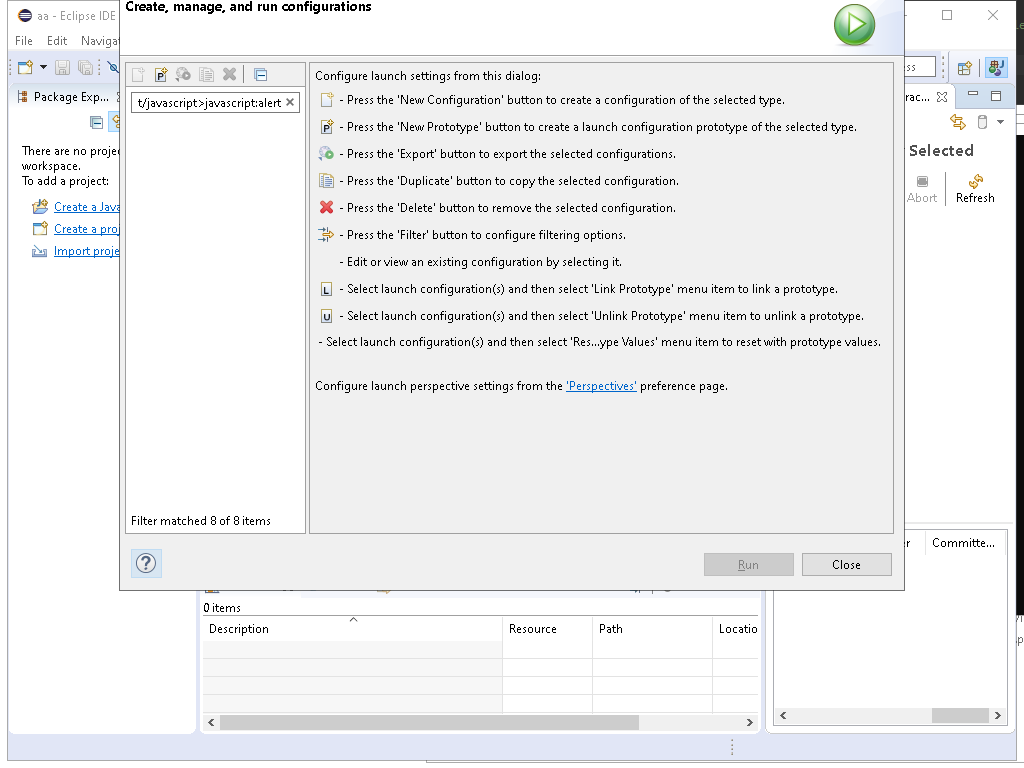 Create, manage, and run configurations
aa - Eclipse IDE
File Edit Navigat
Package Exp...
There are no projec
workspace.
To add a project:
Create a Java
Create a proj
Import proje
t/javascript>javascript:alert
Filter matched 8 of 8 items
Configure launch settings from this dialog:
- Press the 'New Configuration' button to create a configuration of the selected type.
P - Press the 'New Prototype' button to create a launch configuration prototype of the selected type.
- Press the 'Export' button to export the selected configurations.
- Press the 'Duplicate' button to copy the selected configuration.
- Press the 'Delete' button to remove the selected configuration.
- Press the 'Filter' button to configure filtering options.
- Edit or view an existing configuration by selecting it.
L - Select launch configuration(s) and then select 'Link Prototype' menu item to link a prototype.
U - Select launch configuration(s) and then select 'Unlink Prototype' menu item to unlink a prototype.
- Select launch configuration(s) and then select 'Res...ype Values' menu item to reset with prototype values.
Configure launch perspective settings from the 'Perspectives' preference page.
? Run Close
ss
rac...
Selected
Abort Refresh
r Committe...
0 items
Description Resource Path Locatio